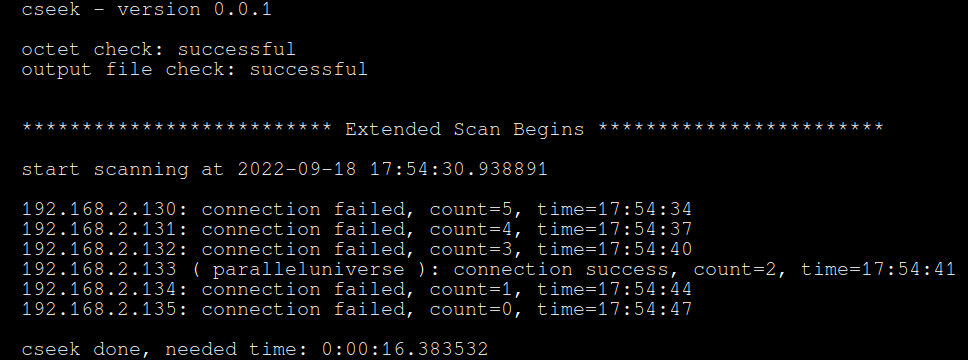 cseek - version 0.0.1
octet check: successful
output file check: successful
************************** Extended Scan Begins ************************
start scanning at 2022-09-18 17:54:30.938891
192.168.2.130: connection failed, count=5, time=17:54:34
192.168.2.131: connection failed, count=4, time=17:54:37
192.168.2.132: connection failed, count=3, time=17:54:40
192.168.2.133 ( paralleluniverse ): connection success, count=2, time=17:54:41
192.168.2.134: connection failed, count=1, time=17:54:44
192.168.2.135: connection failed, count=0, time=17:54:47
cseek done, needed time: 0:00:16.383532